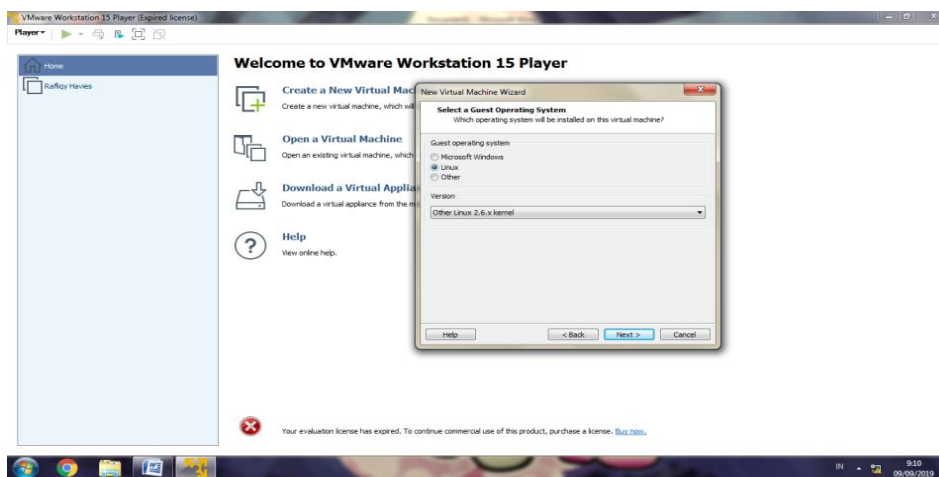 VMware Workstation 15 Player (Expired license)
Player
Home
Rafiqy Havies
Welcome to VMware Workstation 15 Player
Create a New Virtual Mac
Create a new virtual machine, which will
Open a Virtual Machine
Open an existing virtual machine, which
Download a Virtual Applia
Download a virtual appliance from the m
Help
View online help.
New Virtual Machine Wizard
Select a Guest Operating System
Which operating system will be installed on this virtual machine?
Guest operating system
Microsoft Windows
Linux
Other
Version
Other Linux 2.6.x kernel
Help
< Back
Next >
Cancel
Your evaluation license has expired. To continue commercial use of this product, purchase a license. Buy now.
IN
9:10
09/09/2019